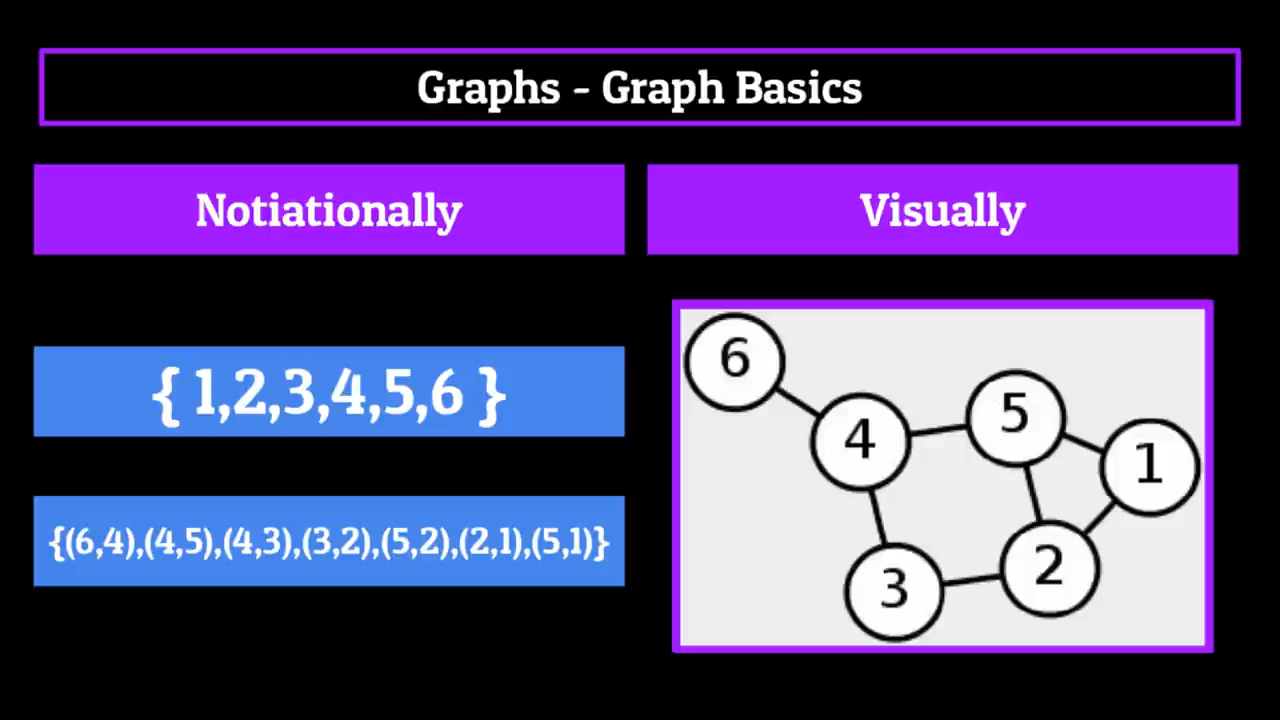 Graphs - Graph Basics
Notiationally
Visually
{ 1,2,3,4,5,6 }
{(6,4),(4,5),(4,3),(3,2),(5,2),(2,1),(5,1)}
6
4
5
1
3
2